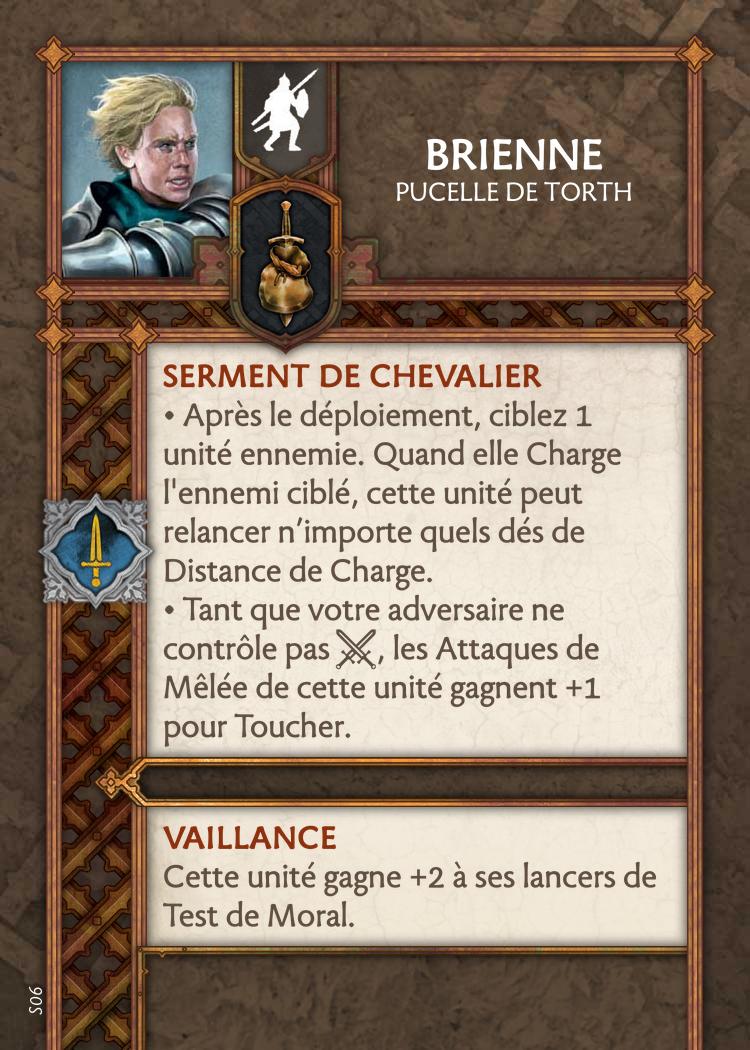 BRIENNE
PUCELLE DE TORTH
SERMENT DE CHEVALIER
• Après le déploiement, ciblez 1
unité ennemie. Quand elle Charge
l'ennemi ciblé, cette unité peut
relancer n’importe quels dés de
Distance de Charge.
• Tant que votre adversaire ne
contrôle pas , les Attaques de
Mêlée de cette unité gagnent +1
pour Toucher.
VAILLANCE
Cette unité gagne +2 à ses lancers de
Test de Moral.
S06